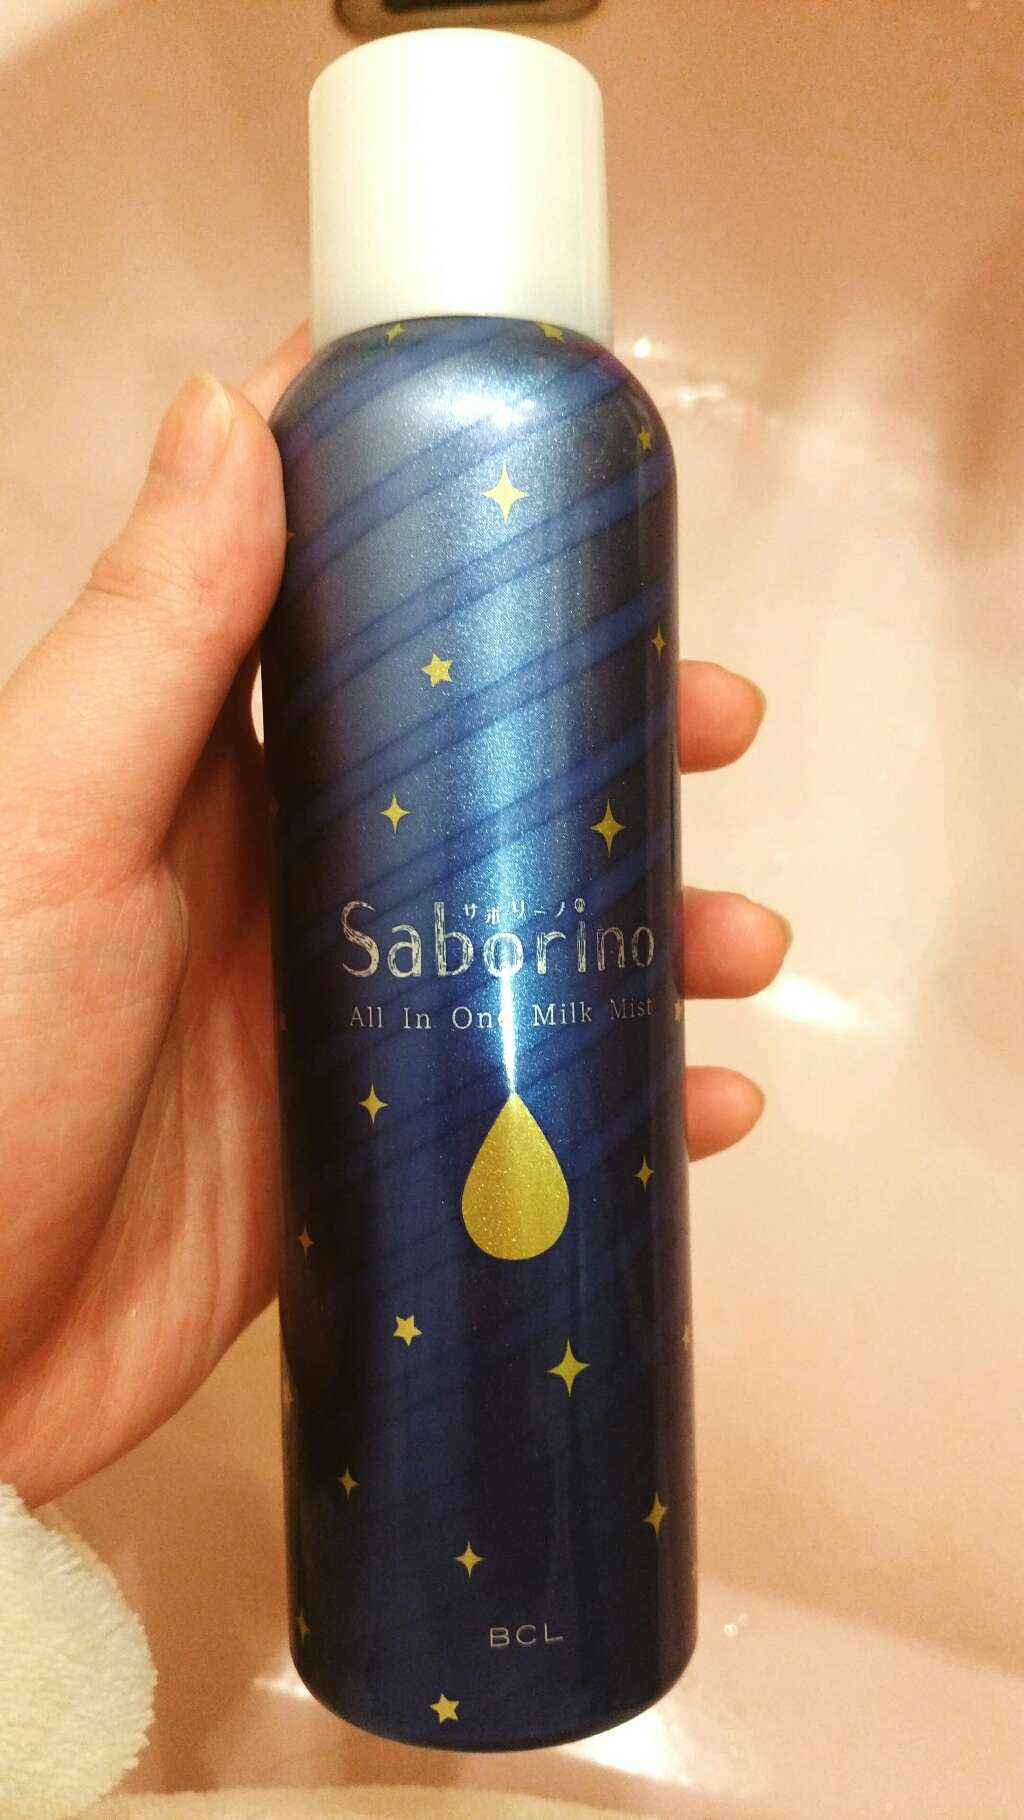 サボリーノ
Saborino
All In One Milk Mist
BCL